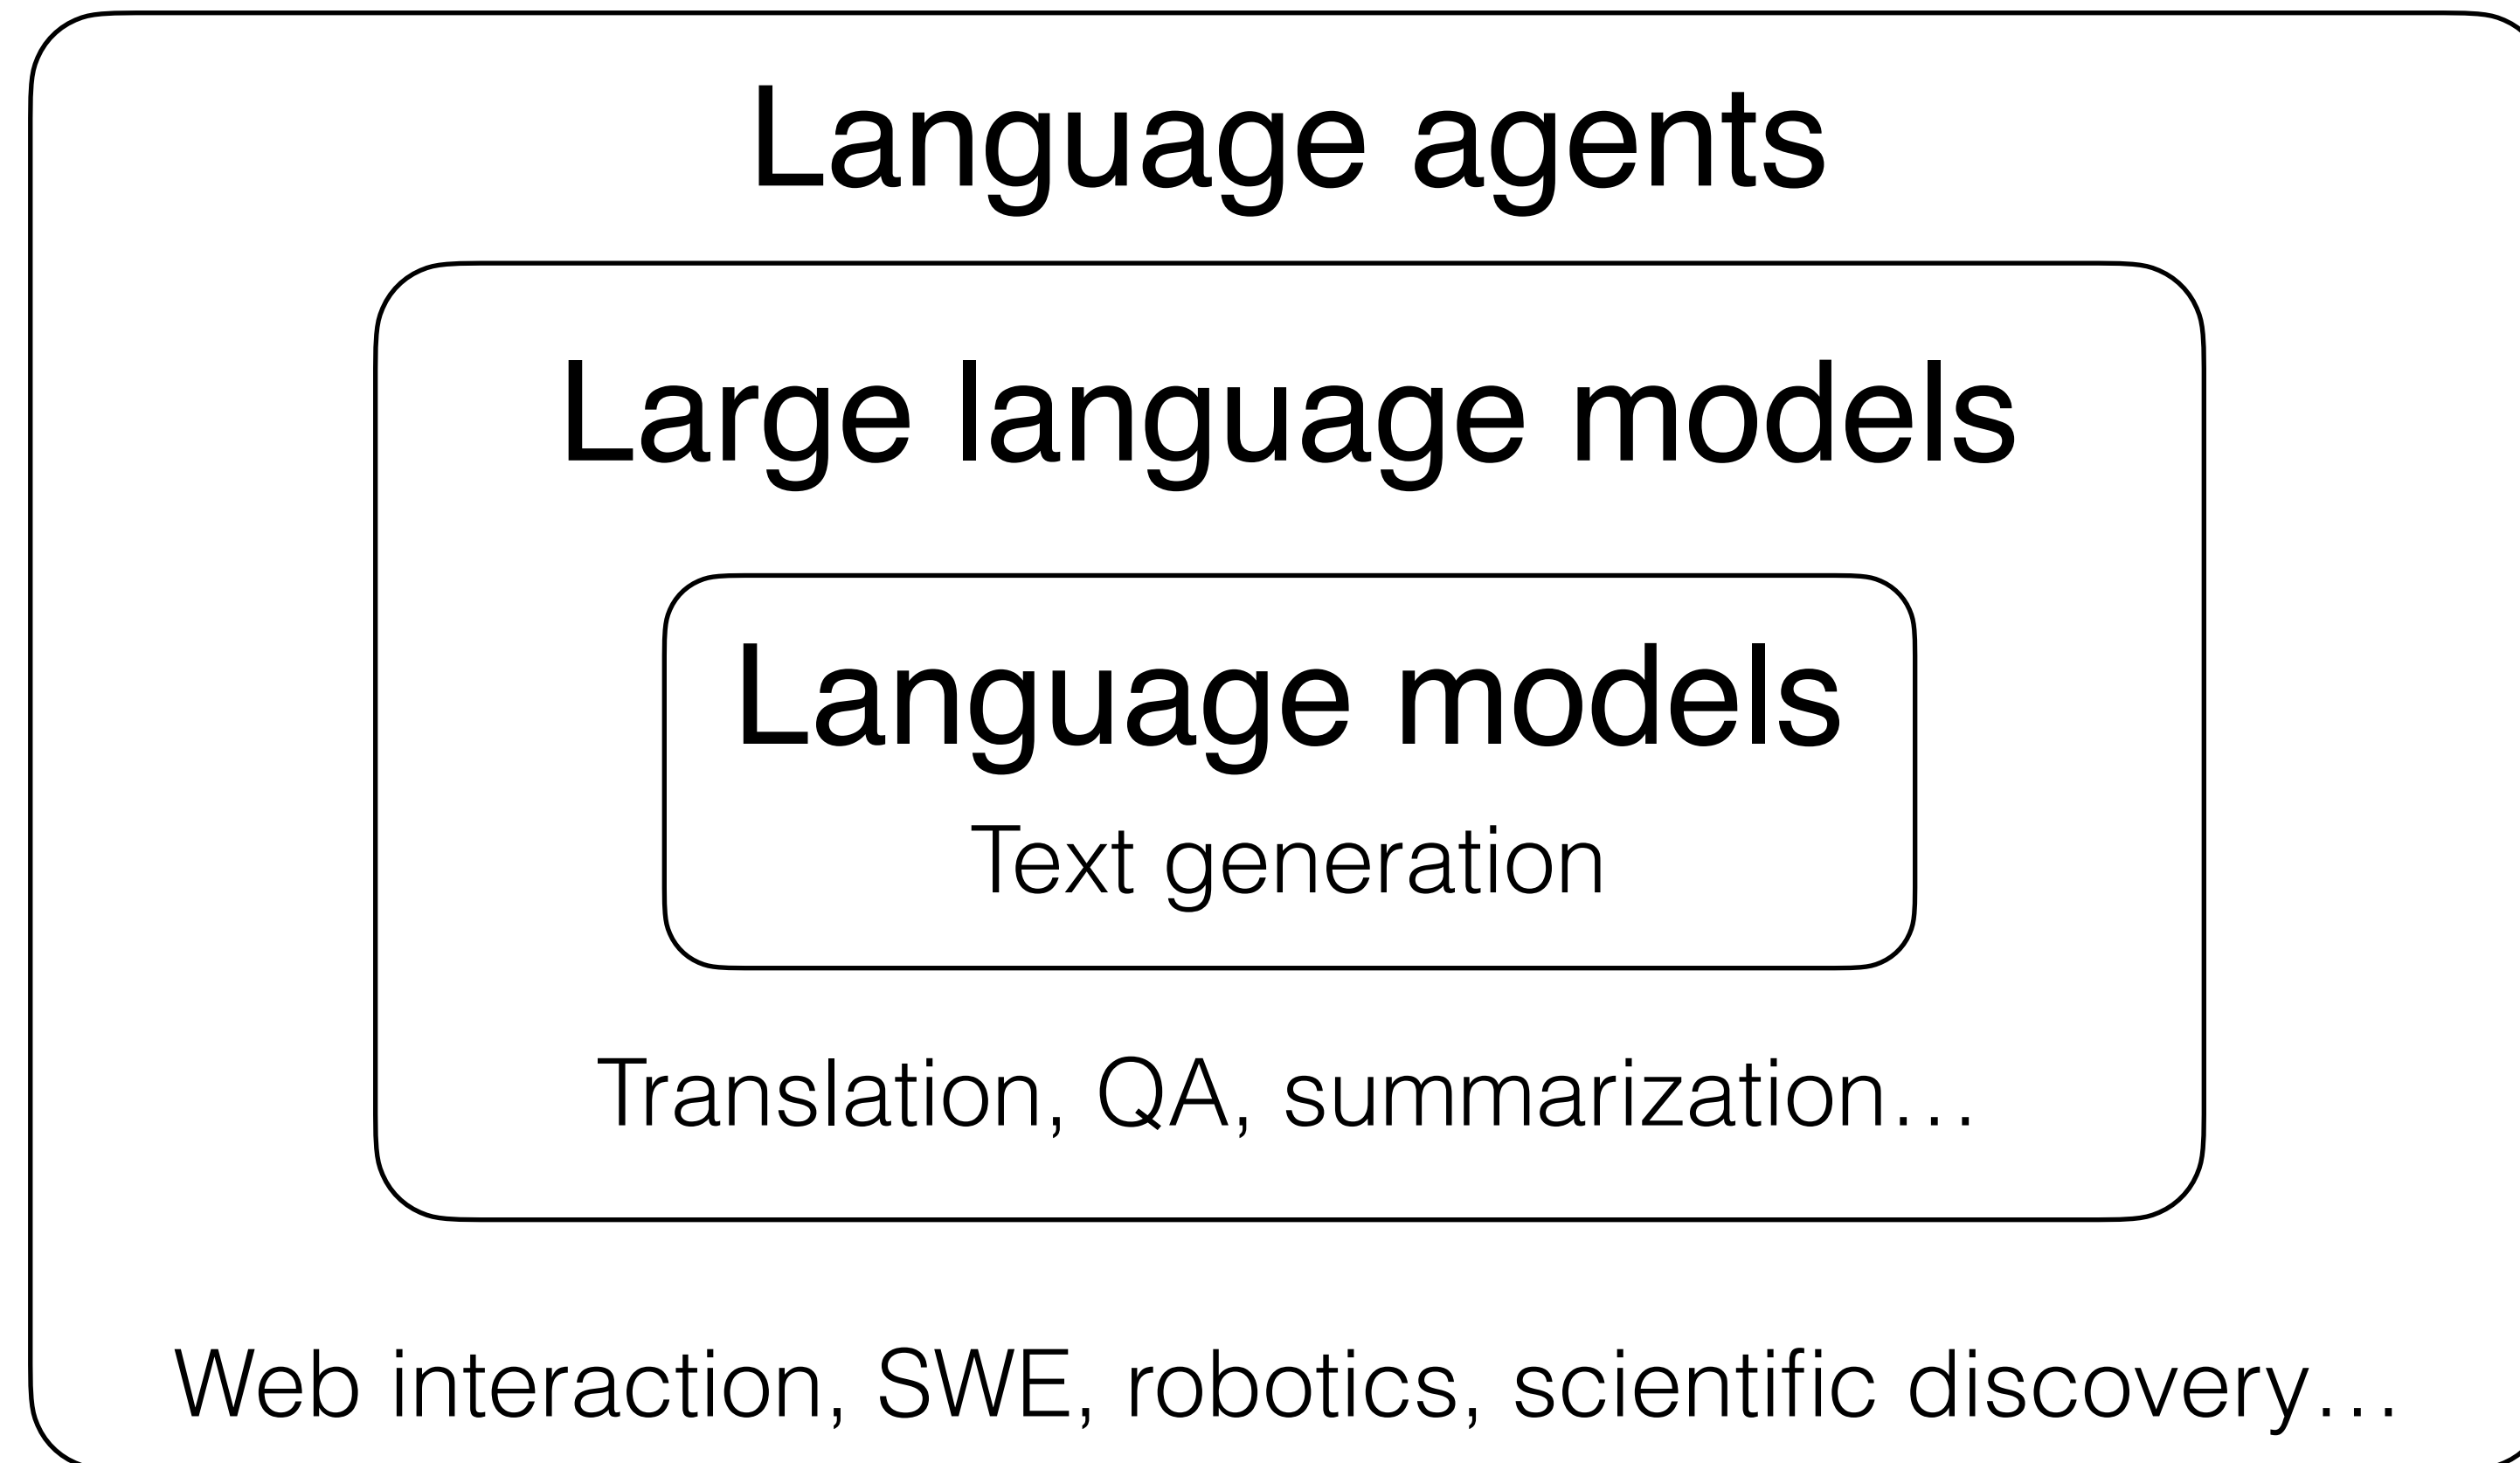 Language agents
Large language models
Language models
Text generation
Translation, QA, summarization…
Web interaction, SWE, robotics, scientific discovery…